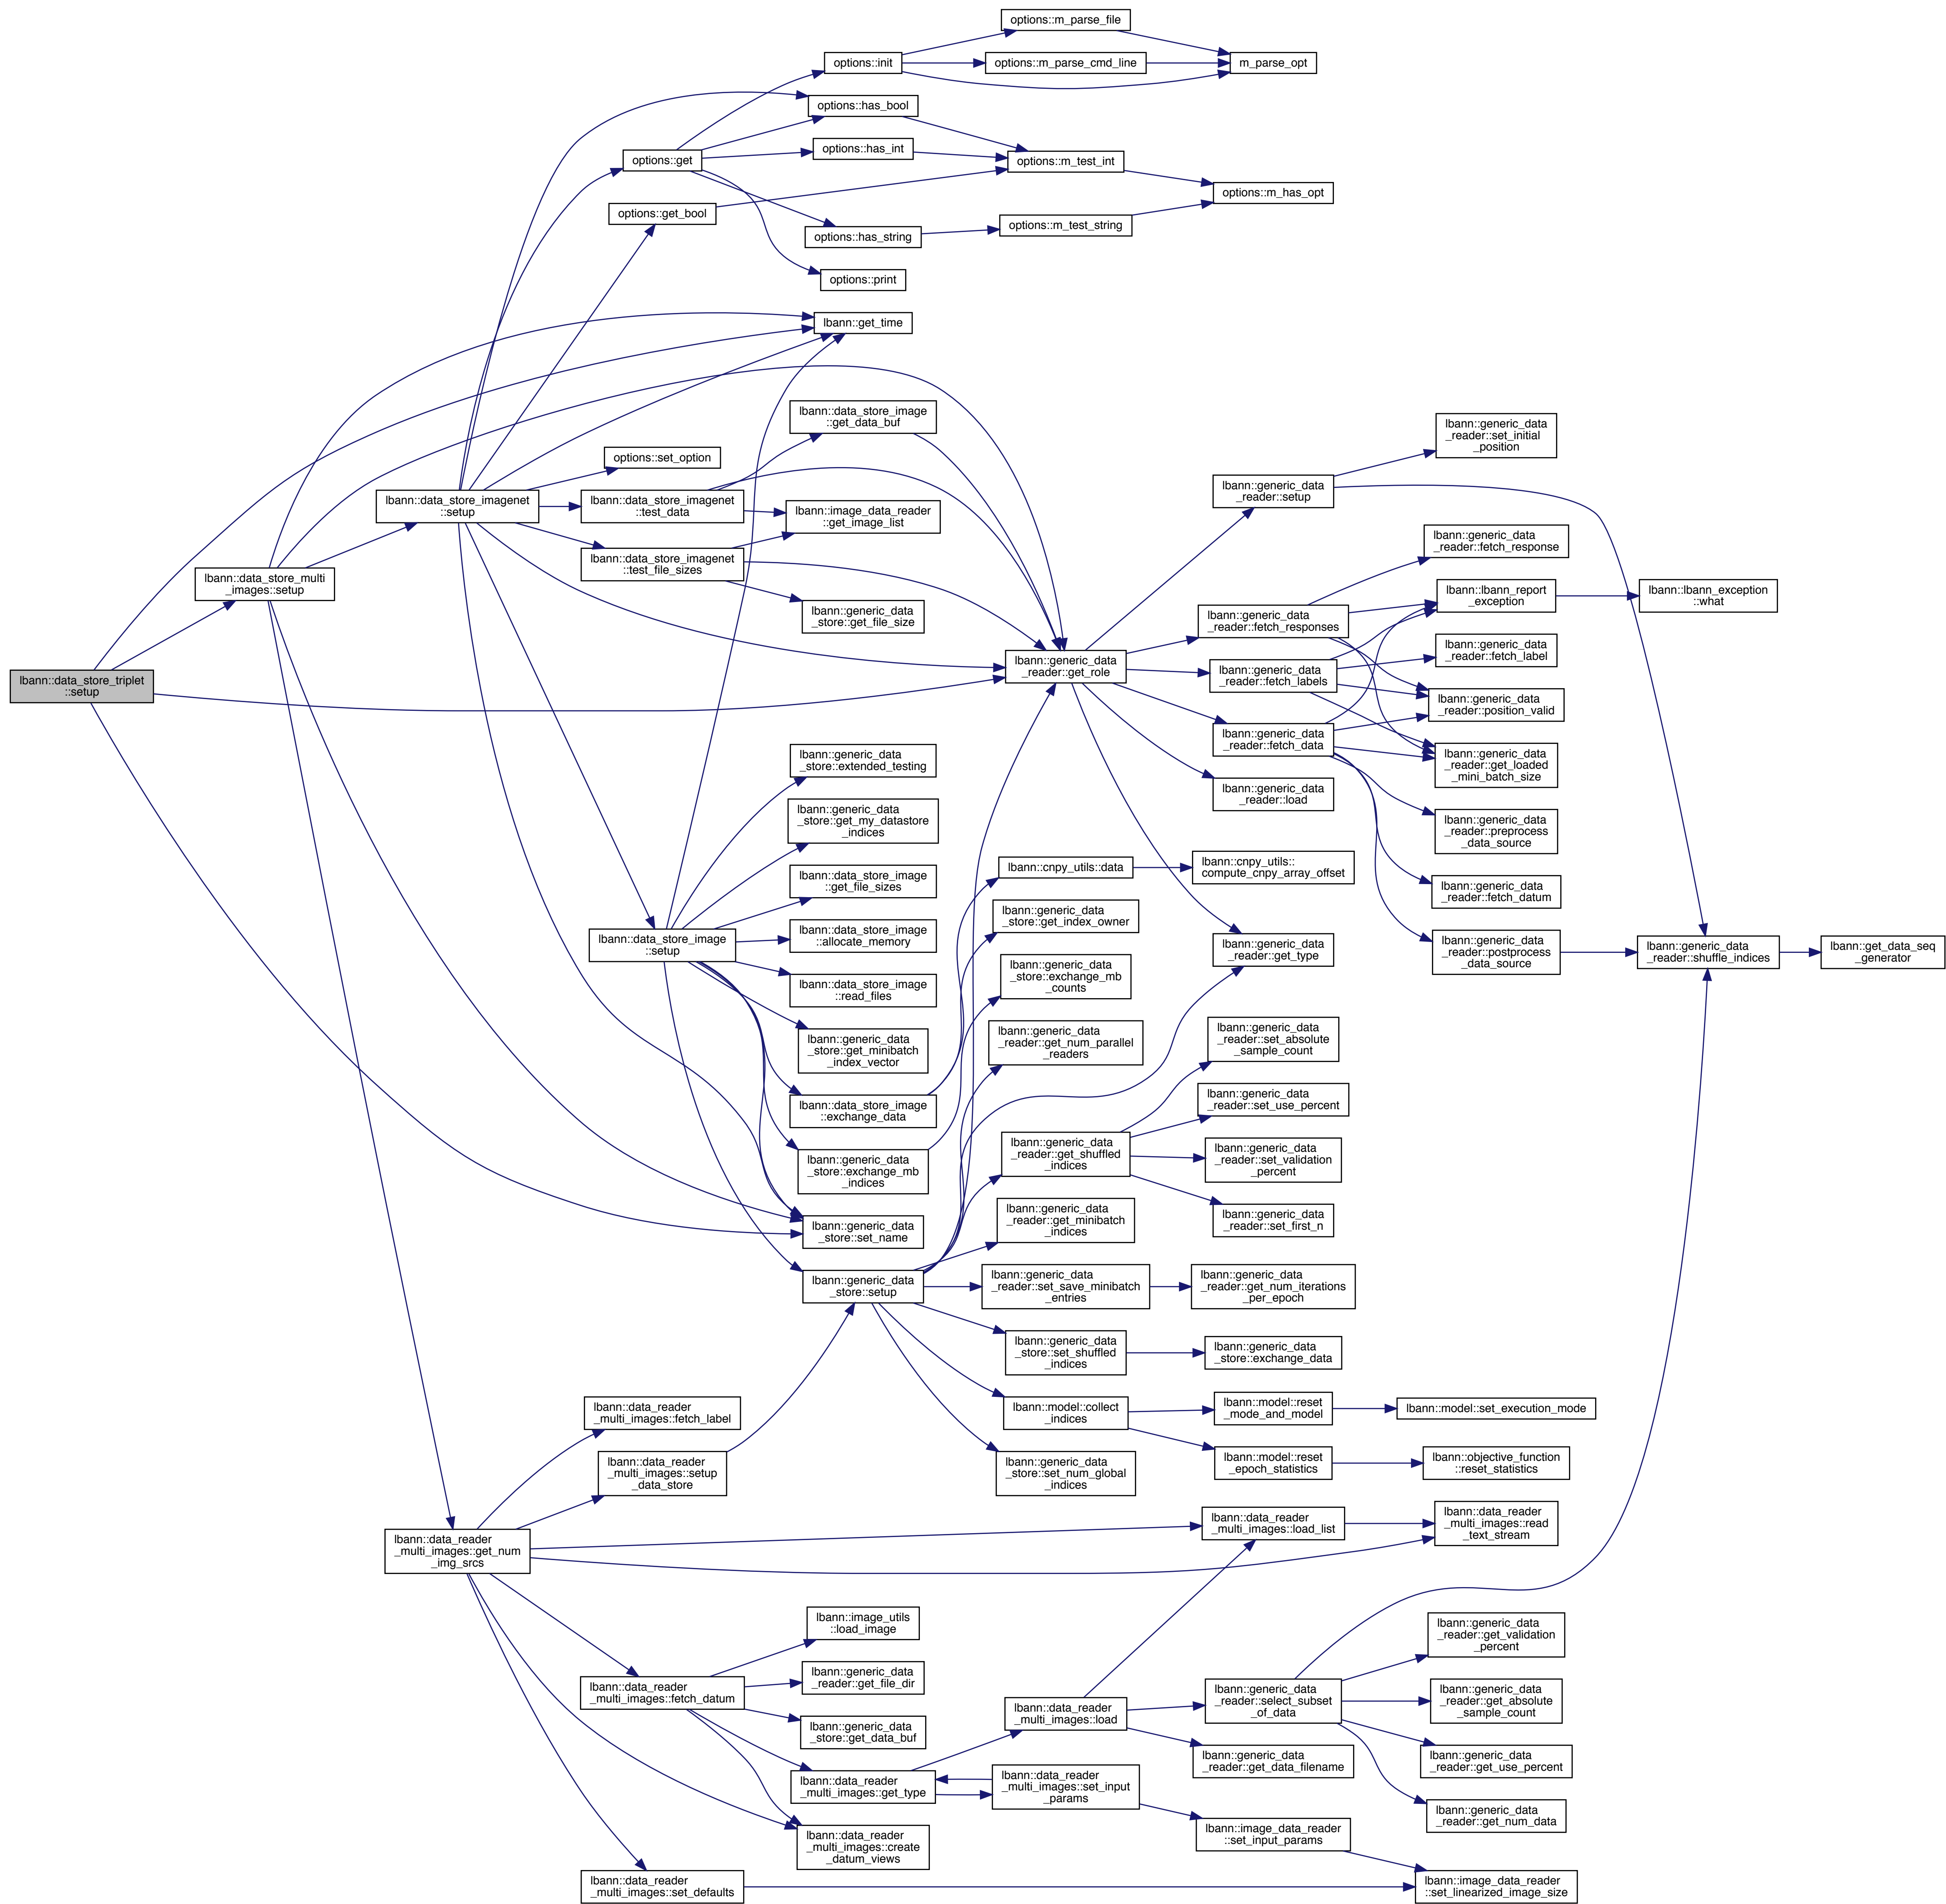 options::m_parse_file
options::init
options::m_parse_cmd_line
m_parse_opt
options::has_bool
options::get
options::has_int
options::m_test_int
options::m_has_opt
options::get_bool
options::m_test_string
options::has_string
options::print
lbann::get_time
lbann::data_store_image
::get_data_buf
lbann::generic_data
_reader::set_initial
_position
options::set_option
lbann::data_store_imagenet
::setup
lbann::data_store_imagenet
::test_data
lbann::image_data_reader
::get_image_list
lbann::generic_data
_reader::setup
lbann::generic_data
_reader::fetch_response
lbann::data_store_imagenet
::test_file_sizes
lbann::data_store_multi
_images::setup
lbann::lbann_report
_exception
lbann::lbann_exception
::what
lbann::generic_data
_store::get_file_size
lbann::generic_data
_reader::fetch_responses
lbann::generic_data
_reader::fetch_label
lbann::data_store_triplet
::setup
lbann::generic_data
_reader::get_role
lbann::generic_data
_reader::fetch_labels
lbann::generic_data
_reader::position_valid
lbann::generic_data
_reader::fetch_data
lbann::generic_data
_reader::get_loaded
_mini_batch_size
lbann::generic_data
_store::extended_testing
lbann::generic_data
_reader::load
lbann::generic_data
_store::get_my_datastore
_indices
lbann::generic_data
_reader::preprocess
_data_source
lbann::cnpy_utils::data
lbann::cnpy_utils::
compute_cnpy_array_offset
lbann::data_store_image
::get_file_sizes
lbann::generic_data
_reader::fetch_datum
lbann::generic_data
_store::get_index_owner
lbann::data_store_image
::setup
lbann::data_store_image
::allocate_memory
lbann::generic_data
_reader::get_type
lbann::generic_data
_reader::postprocess
_data_source
lbann::generic_data
_reader::shuffle_indices
lbann::get_data_seq
_generator
lbann::generic_data
_store::exchange_mb
_counts
lbann::data_store_image
::read_files
lbann::generic_data
_store::get_minibatch
_index_vector
lbann::generic_data
_reader::get_num_parallel
_readers
lbann::generic_data
_reader::set_absolute
_sample_count
lbann::data_store_image
::exchange_data
lbann::generic_data
_reader::set_use_percent
lbann::generic_data
_reader::get_shuffled
_indices
lbann::generic_data
_reader::set_validation
_percent
lbann::generic_data
_store::exchange_mb
_indices
lbann::generic_data
_reader::set_first_n
lbann::generic_data
_store::set_name
lbann::generic_data
_reader::get_minibatch
_indices
lbann::generic_data
_store::setup
lbann::generic_data
_reader::set_save_minibatch
_entries
lbann::generic_data
_reader::get_num_iterations
_per_epoch
lbann::generic_data
_store::set_shuffled
_indices
lbann::generic_data
_store::exchange_data
lbann::data_reader
_multi_images::fetch_label
lbann::model::collect
_indices
lbann::model::reset
_mode_and_model
lbann::model::set_execution_mode
lbann::data_reader
_multi_images::setup
_data_store
lbann::generic_data
_store::set_num_global
_indices
lbann::model::reset
_epoch_statistics
lbann::objective_function
::reset_statistics
lbann::data_reader
_multi_images::get_num
_img_srcs
lbann::data_reader
_multi_images::load_list
lbann::data_reader
_multi_images::read
_text_stream
lbann::image_utils
::load_image
lbann::generic_data
_reader::get_validation
_percent
lbann::data_reader
_multi_images::fetch_datum
lbann::generic_data
_reader::get_file_dir
lbann::data_reader
_multi_images::load
lbann::generic_data
_reader::select_subset
_of_data
lbann::generic_data
_reader::get_absolute
_sample_count
lbann::generic_data
_store::get_data_buf
lbann::generic_data
_reader::get_data_filename
lbann::generic_data
_reader::get_use_percent
lbann::data_reader
_multi_images::get_type
lbann::data_reader
_multi_images::set_input
_params
lbann::generic_data
_reader::get_num_data
lbann::data_reader
_multi_images::create
_datum_views
lbann::image_data_reader
::set_input_params
lbann::data_reader
_multi_images::set_defaults
lbann::image_data_reader
::set_linearized_image_size